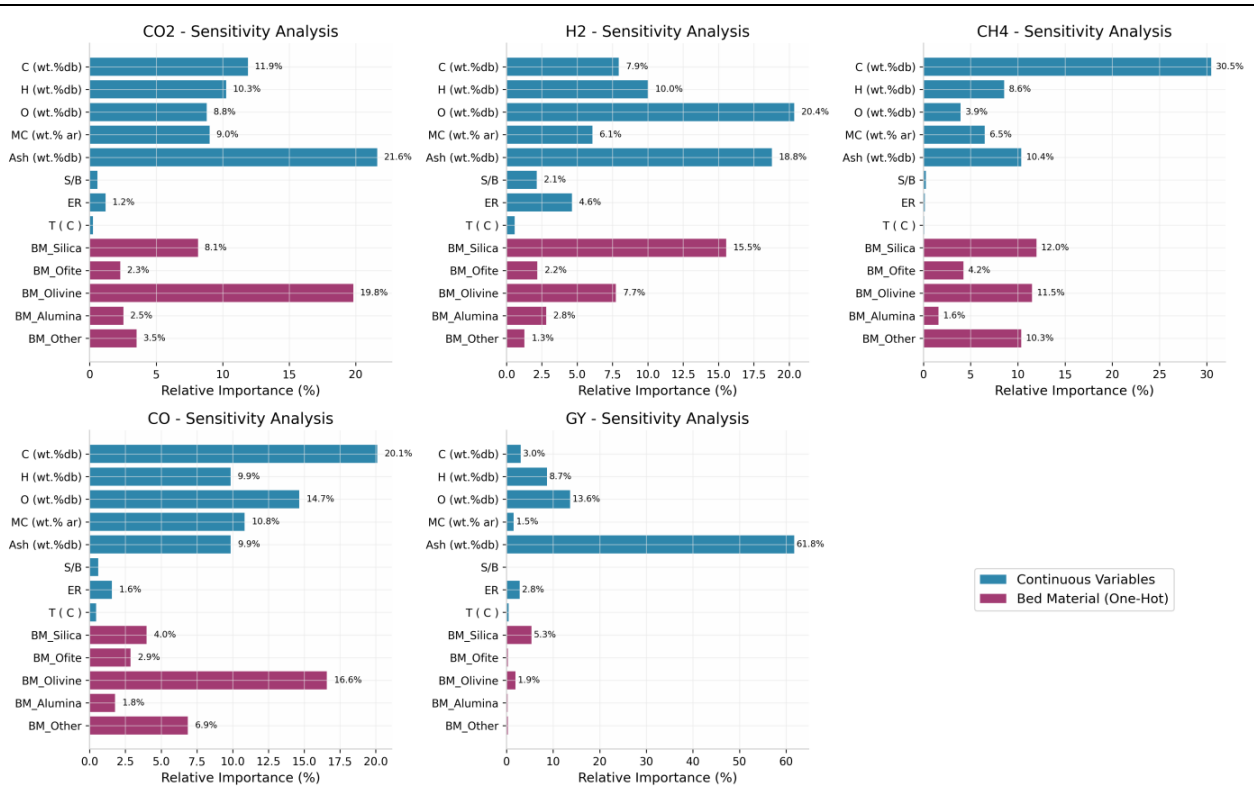 CO2 - Sensitivity Analysis
C (wt.%db) 11.9%
H (wt.%db) 10.3%
O (wt.%db) 8.8%
MC (wt.% ar) 9.0%
Ash (wt.%db) 21.6%
S/B
ER 1.2%
T ( C )
BM_Silica 8.1%
BM_Ofite 2.3%
BM_Olivine 19.8%
BM_Alumina 2.5%
BM_Other 3.5%
0 5 10 15 20
Relative Importance (%)
H2 - Sensitivity Analysis
C (wt.%db) 7.9%
H (wt.%db) 10.0%
O (wt.%db) 20.4%
MC (wt.% ar) 6.1%
Ash (wt.%db) 18.8%
S/B 2.1%
ER 4.6%
T ( C )
BM_Silica 15.5%
BM_Ofite 2.2%
BM_Olivine 7.7%
BM_Alumina 2.8%
BM_Other 1.3%
0.0 2.5 5.0 7.5 10.0 12.5 15.0 17.5 20.0
Relative Importance (%)
CH4 - Sensitivity Analysis
C (wt.%db) 30.5%
H (wt.%db) 8.6%
O (wt.%db) 3.9%
MC (wt.% ar) 6.5%
Ash (wt.%db) 10.4%
S/B
ER
T ( C )
BM_Silica 12.0%
BM_Ofite 4.2%
BM_Olivine 11.5%
BM_Alumina 1.6%
BM_Other 10.3%
0 5 10 15 20 25 30
Relative Importance (%)
CO - Sensitivity Analysis
C (wt.%db) 20.1%
H (wt.%db) 9.9%
O (wt.%db) 14.7%
MC (wt.% ar) 10.8%
Ash (wt.%db) 9.9%
S/B
ER 1.6%
T ( C )
BM_Silica 4.0%
BM_Ofite 2.9%
BM_Olivine 16.6%
BM_Alumina 1.8%
BM_Other 6.9%
0.0 2.5 5.0 7.5 10.0 12.5 15.0 17.5 20.0
Relative Importance (%)
GY - Sensitivity Analysis
C (wt.%db) 3.0%
H (wt.%db) 8.7%
O (wt.%db) 13.6%
MC (wt.% ar) 1.5%
Ash (wt.%db) 61.8%
S/B
ER 2.8%
T ( C )
BM_Silica 5.3%
BM_Ofite
BM_Olivine 1.9%
BM_Alumina
BM_Other
0 10 20 30 40 50 60
Relative Importance (%)
Continuous Variables
Bed Material (One-Hot)